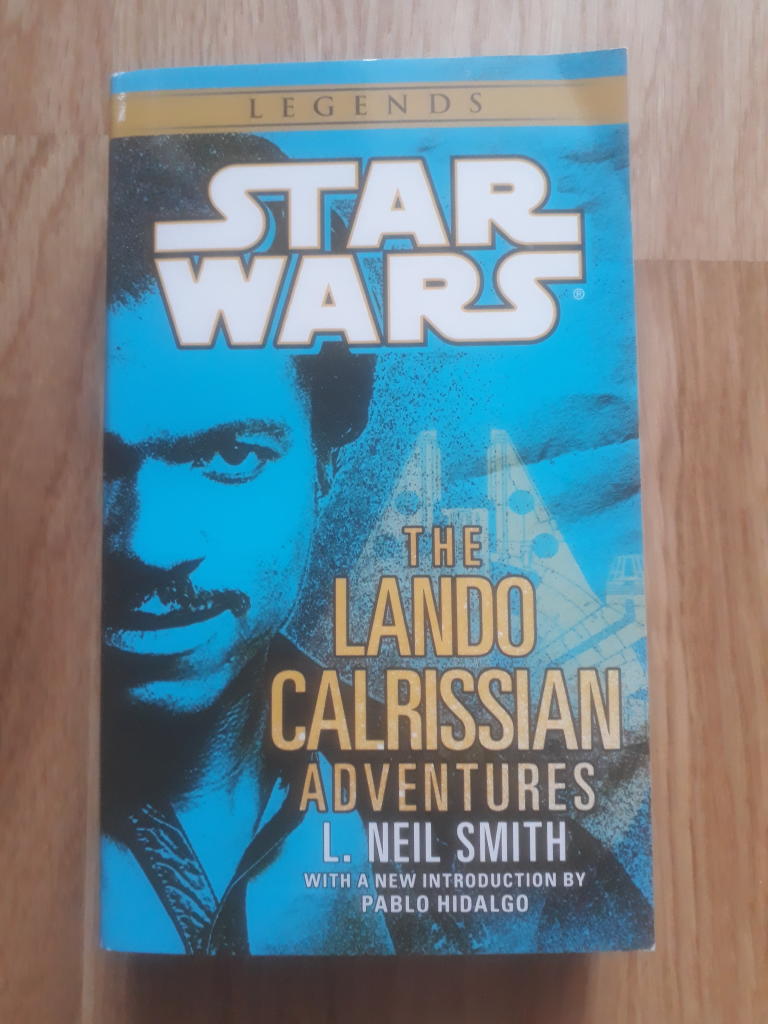 LEGENDS
STAR
WARS®
THE
LANDO
CALRISSIAN
ADVENTURES
L. NEIL SMITH
WITH A NEW INTRODUCTION BY
PABLO HIDALGO